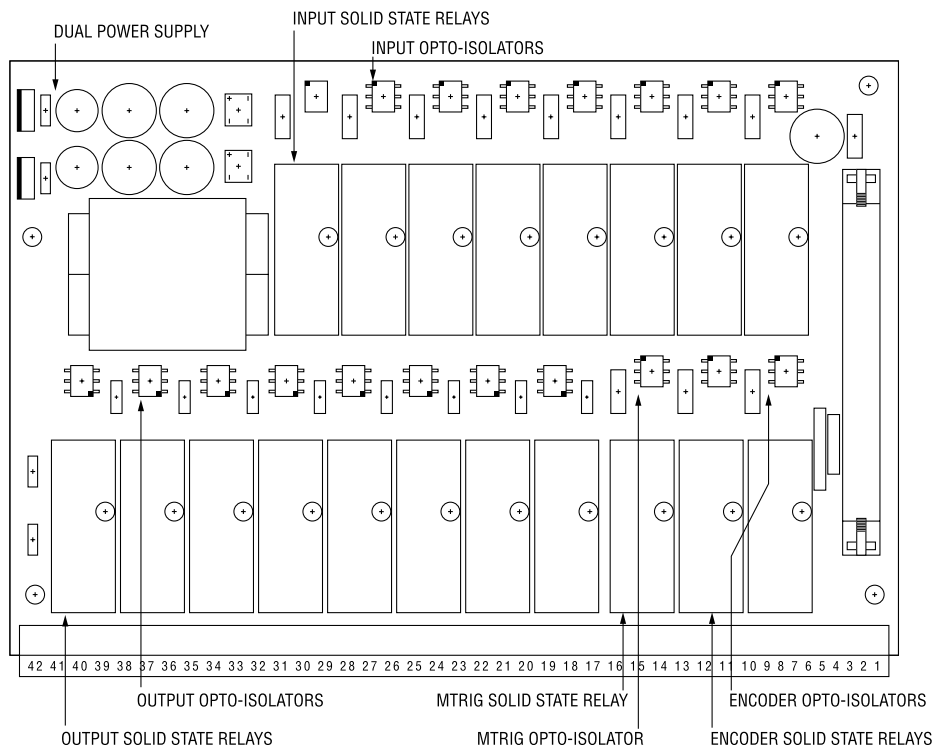 INPUT SOLID STATE RELAYS
DUAL POWER SUPPLY
INPUT OPTO-ISOLATORS
42 41 40 39 38 37 36 35 34 33 32 31 30 29 28 27 26 25 24 23 22 21 20 19 18 17 16 15 14 13 12 11 10 9 8 7 6 5 4 3 2 1
OUTPUT OPTO-ISOLATORS
MTRIG SOLID STATE RELAY
ENCODER OPTO-ISOLATORS
OUTPUT SOLID STATE RELAYS
MTRIG OPTO-ISOLATOR
ENCODER SOLID STATE RELAYS